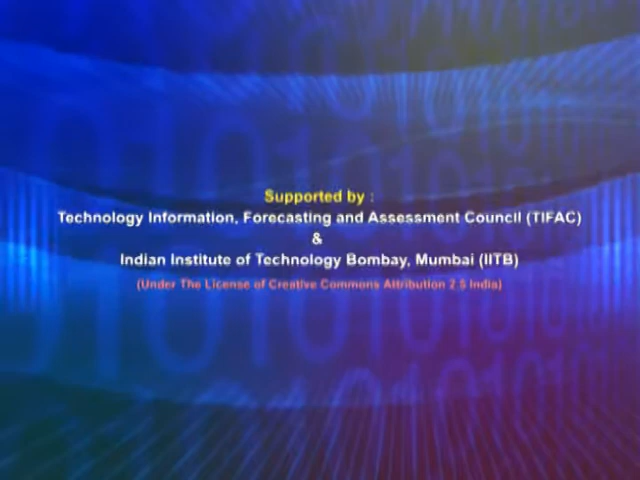 Supported by :
Technology Information, Forecasting and Assessment Council (TIFAC)
&
Indian Institute of Technology Bombay, Mumbai (IITB)
(Under The License of Creative Commons Attribution 2.5 India)